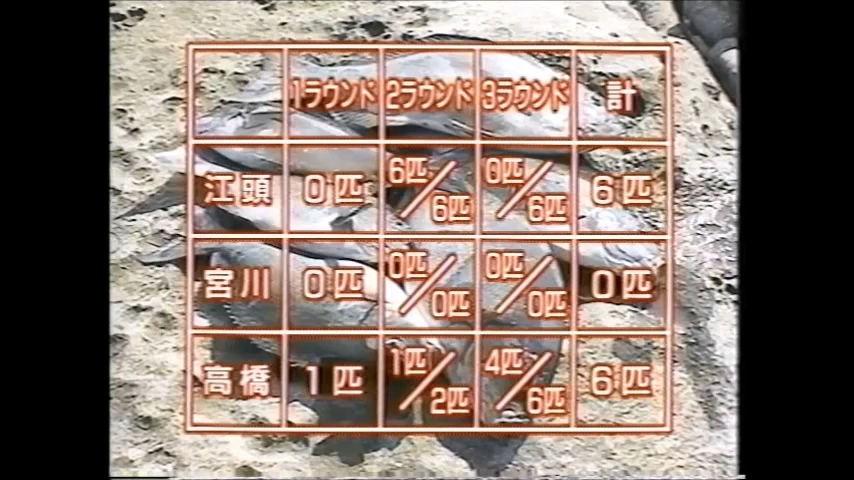 1ラウンド 2ラウンド 3ラウンド 計
江頭 0匹 6匹/6匹 0匹/6匹 6匹
宮川 0匹 0匹/0匹 0匹/0匹 0匹
高橋 1匹 1匹/2匹 4匹/6匹 6匹